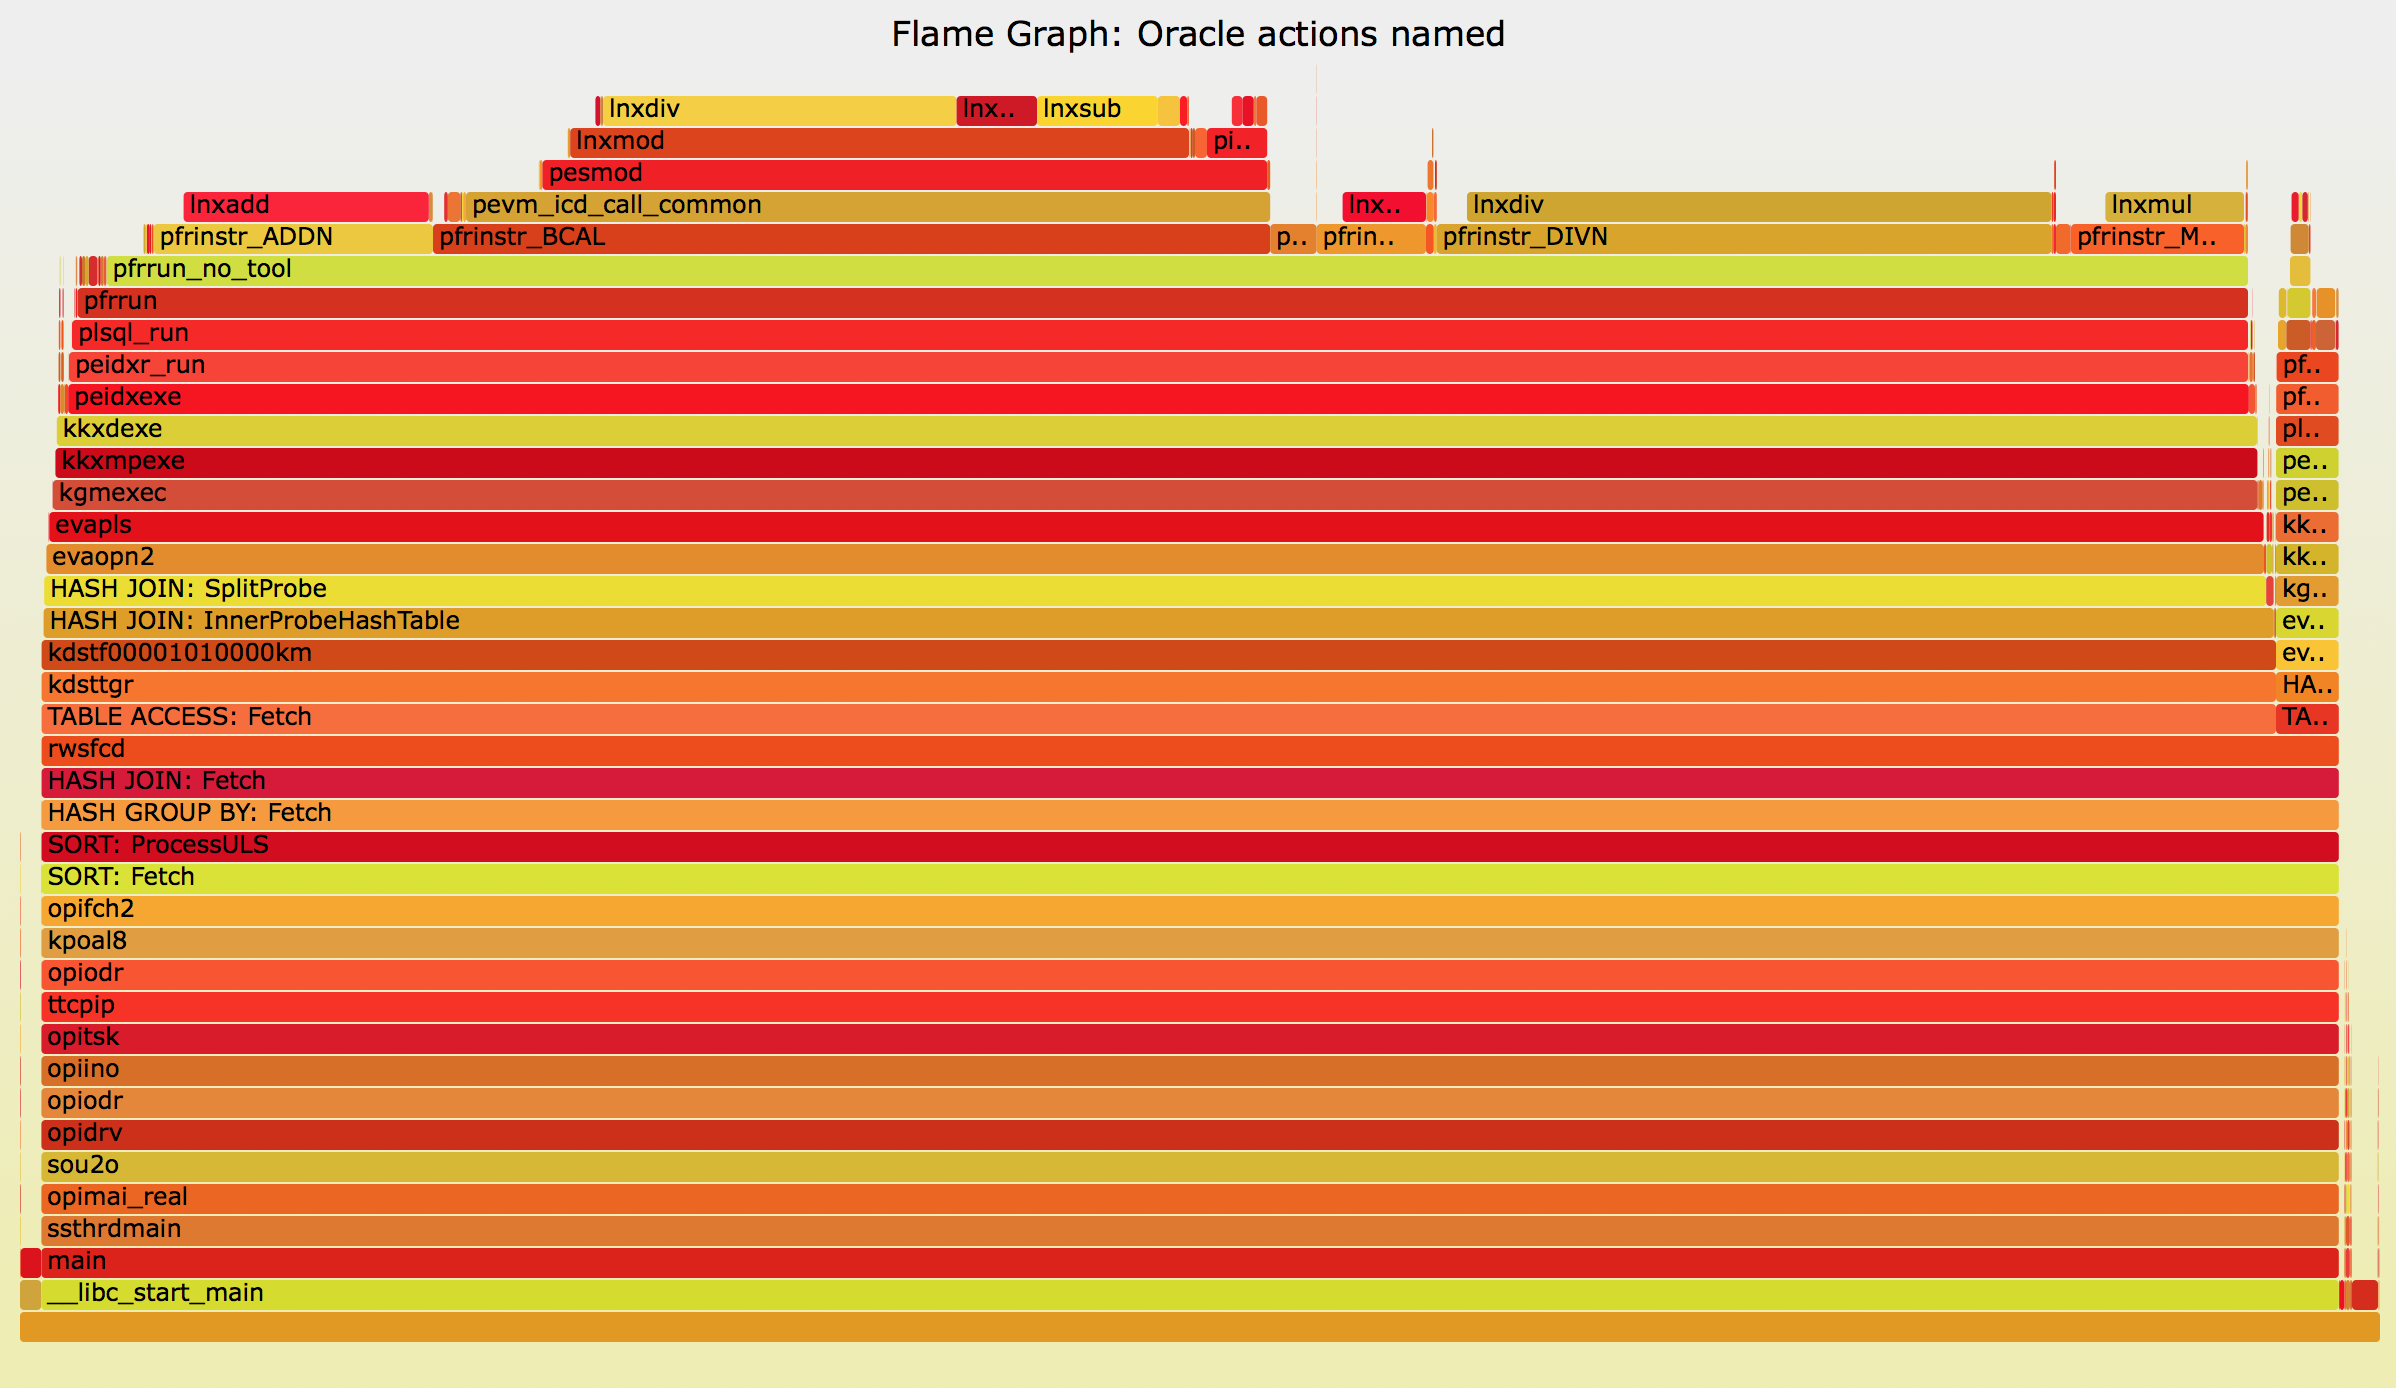 Flame Graph: Oracle actions named
lnxdiv lnx.. lnxsub
lnxmod pi..
pesmod
lnxadd pevm_icd_call_common lnx.. lnxdiv lnxmul
pfrinstr_ADDN pfrinstr_BCAL p.. pfrin.. pfrinstr_DIVN pfrinstr_M..
pfrrun_no_tool
pfrrun
plsql_run
peidxr_run pf..
peidxexe pf..
kkxdexe pl..
kkxmpexe pe..
kgmexec pe..
evapls kk..
evaopn2 kk..
HASH JOIN: SplitProbe kg..
HASH JOIN: InnerProbeHashTable ev..
kdstf00001010000km ev..
kdsttgr HA..
TABLE ACCESS: Fetch TA..
rwsfcd
HASH JOIN: Fetch
HASH GROUP BY: Fetch
SORT: ProcessULS
SORT: Fetch
opifch2
kpoal8
opiodr
ttcpip
opitsk
opiino
opiodr
opidrv
sou2o
opimai_real
ssthrdmain
main
__libc_start_main